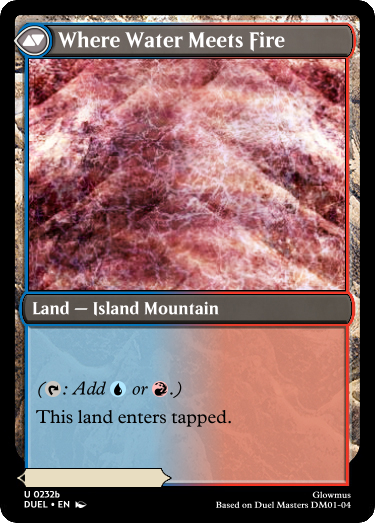 Where Water Meets Fire
Land — Island Mountain
(: Add or .)
This land enters tapped.
U 0232b
DUEL • EN
Glowmus
Based on Duel Masters DM01-04